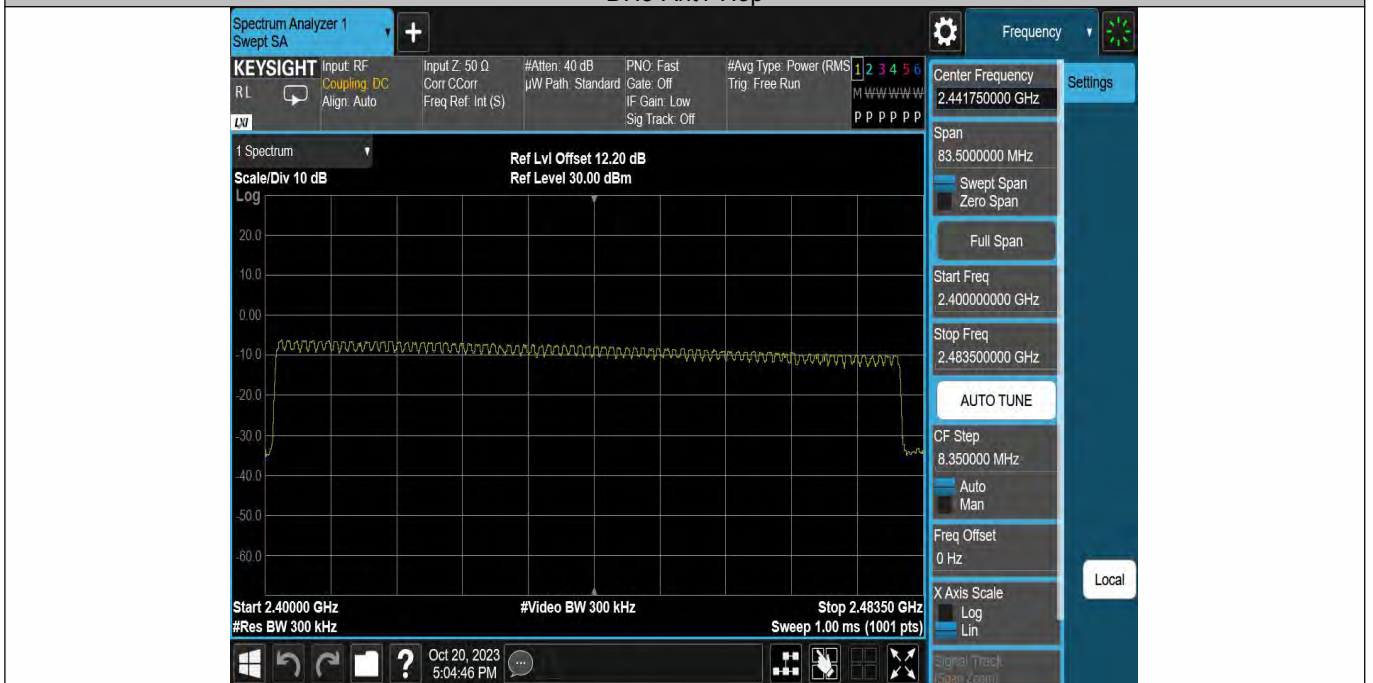 Spectrum Analyzer 1
Swept SA
+
Frequency
KEYSIGHT
RL
LXI
Input: RF
Coupling: DC
Align: Auto
Input Z: 50 Ω
Corr CCorr
Freq Ref: Int (S)
#Atten: 40 dB
µW Path: Standard
PNO: Fast
Gate: Off
IF Gain: Low
Sig Track: Off
#Avg Type: Power (RMS
Trig: Free Run
1 2 3 4 5 6
M W W W W W
P P P P P P
1 Spectrum
Scale/Div 10 dB
Log
Ref Lvl Offset 12.20 dB
Ref Level 30.00 dBm
20.0
10.0
0.00
-10.0
-20.0
-30.0
-40.0
-50.0
-60.0
Start 2.40000 GHz
#Res BW 300 kHz
#Video BW 300 kHz
Stop 2.48350 GHz
Sweep 1.00 ms (1001 pts)
?
Oct 20, 2023
5:04:46 PM
Center Frequency
2.441750000 GHz
Settings
Span
83.5000000 MHz
Swept Span
Zero Span
Full Span
Start Freq
2.400000000 GHz
Stop Freq
2.483500000 GHz
AUTO TUNE
CF Step
8.350000 MHz
Auto
Man
Freq Offset
0 Hz
X Axis Scale
Log
Lin
Local
Signal Track
(Span Zoom)